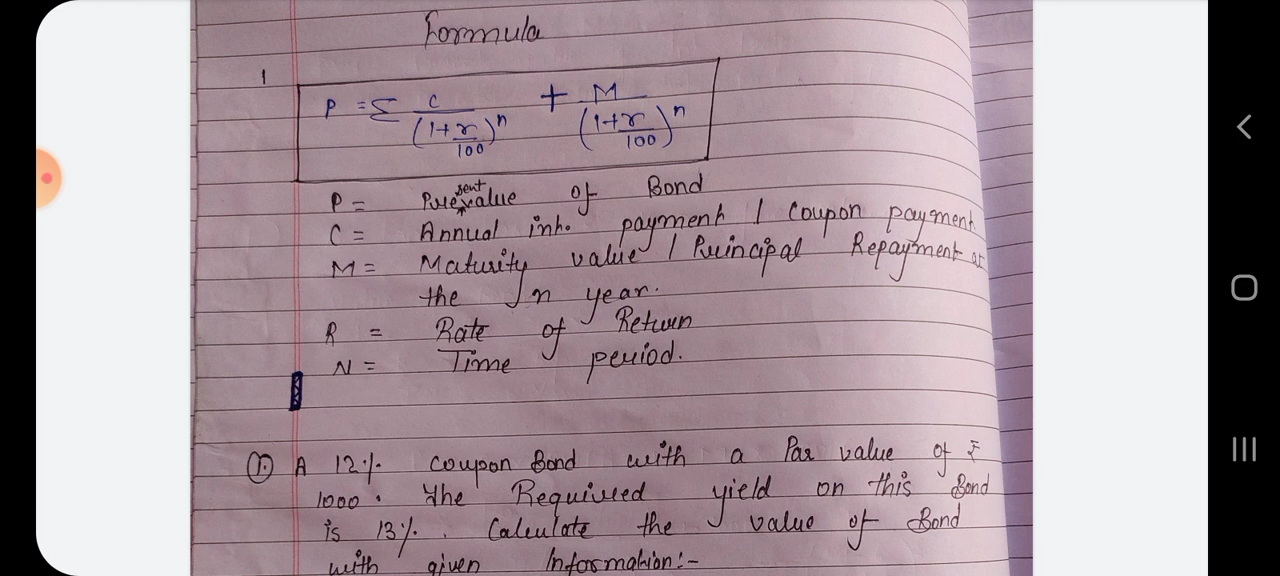 Formula
1
P = Σ C/(1+r/100)^n + M/(1+r/100)^n
P = Present value of Bond
C = Annual int. payment / Coupon payment
M = Maturity value / Principal Repayment at
the n year.
R = Rate of Return
N = Time period.
1. A 12% Coupon Bond with a Par value of ₹
1000. The Required yield on this Bond
is 13%. Calculate the value of Bond
with given Information:-